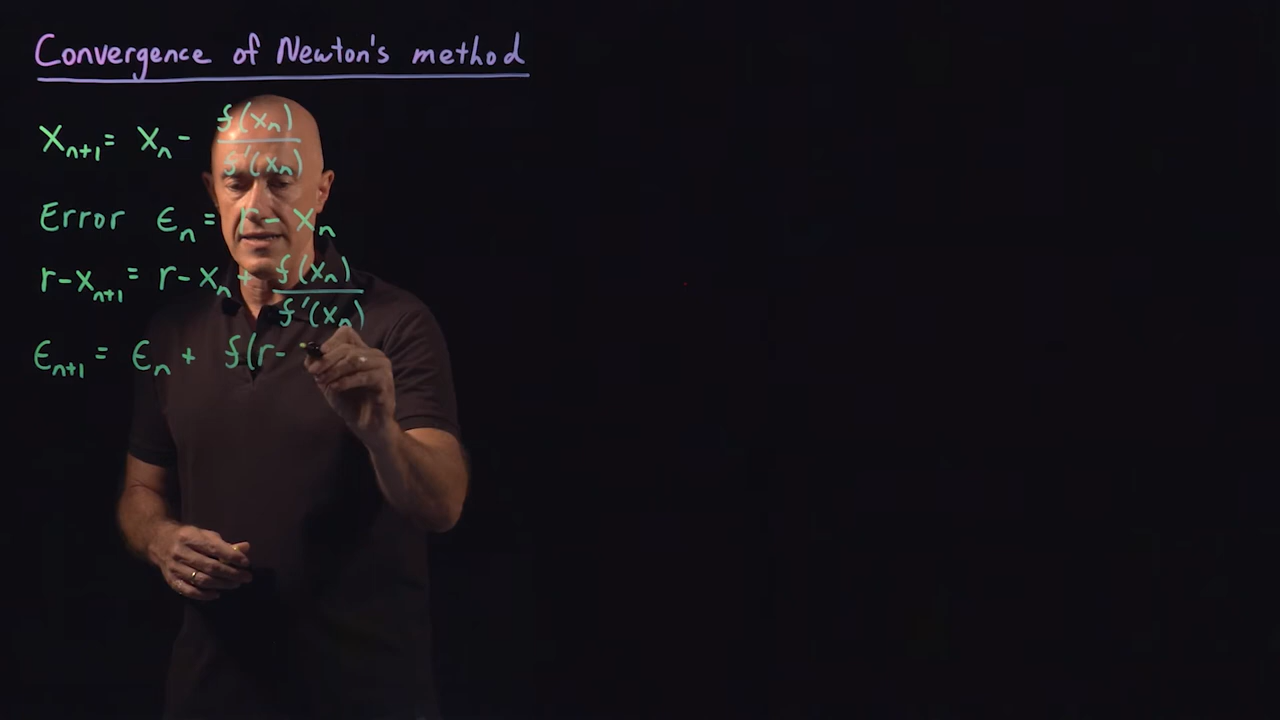 Convergence of Newton's method
xₙ₊₁ = xₙ - f(xₙ)/f'(xₙ)
Error ϵₙ = r - xₙ
r - xₙ₊₁ = r - xₙ + f(xₙ)/f'(xₙ)
ϵₙ₊₁ = ϵₙ + f(r -